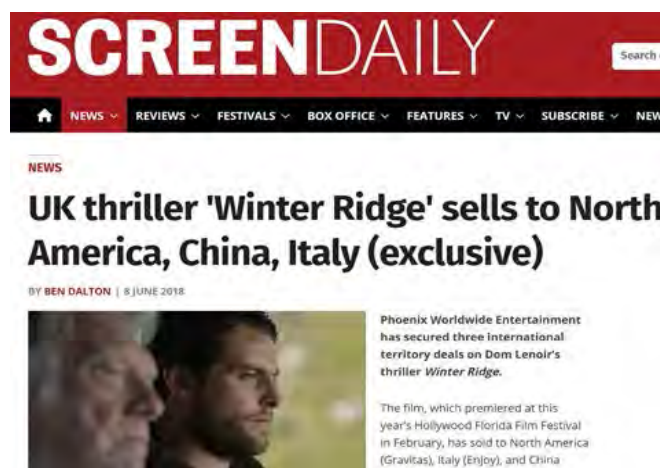 SCREENDAILY
Search
NEWS REVIEWS FESTIVALS BOX OFFICE FEATURES TV SUBSCRIBE NEW
NEWS
UK thriller 'Winter Ridge' sells to North
America, China, Italy (exclusive)
BY BEN DALTON | 8 JUNE 2018
Phoenix Worldwide Entertainment
has secured three international
territory deals on Dom Lenoir's
thriller Winter Ridge.
The film, which premiered at this
year's Hollywood Florida Film Festival
in February, has sold to North America
(Gravitas), Italy (Enjoy), and China